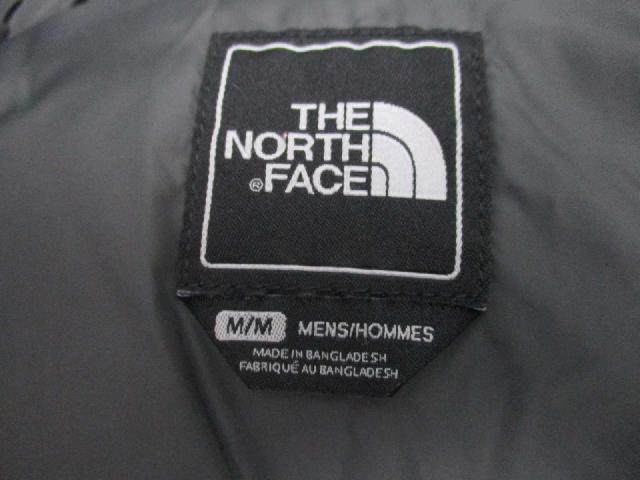 THE
NORTH
® FACE
M/M MENS/HOMMES
MADE IN BANGLADESH
FABRIQUÉ AU BANGLADESH